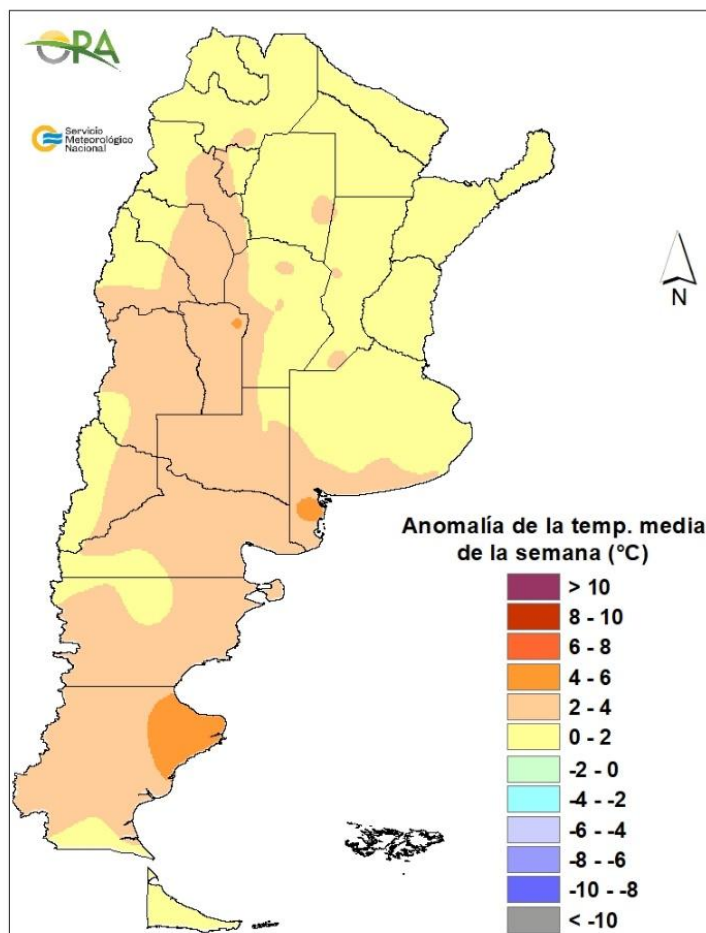 ORA
Servicio
Meteorológico
Nacional
N
Anomalía de la temp. media
de la semana (°C)
> 10
8 - 10
6 - 8
4 - 6
2 - 4
0 - 2
-2 - 0
-4 - -2
-6 - -4
-8 - -6
-10 - -8
< -10